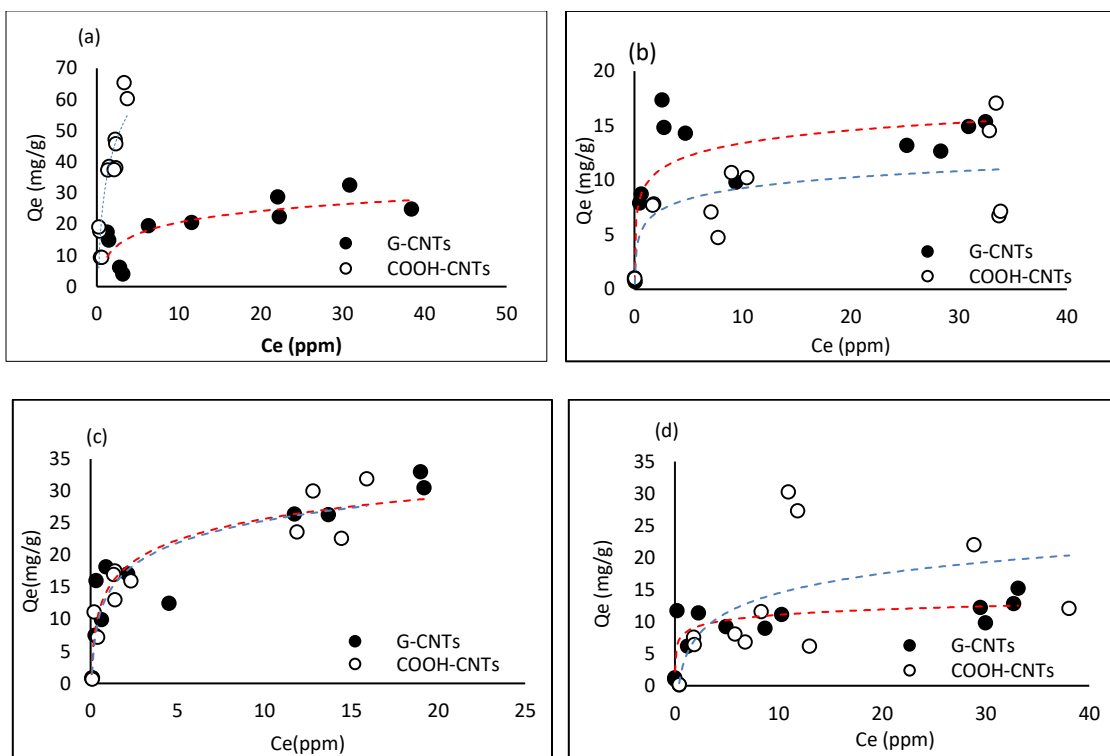 (a)
70
60
50
40
30
20
10
0
Qe (mg/g)
G-CNTs
COOH-CNTs
0 10 20 30 40 50
Ce (ppm)
(b)
20
15
10
5
0
Qe (mg/g)
G-CNTs
COOH-CNTs
0 10 20 30 40
Ce (ppm)
(c)
35
30
25
20
15
10
5
0
Qe(mg/g)
G-CNTs
COOH-CNTs
0 5 10 15 20 25
Ce(ppm)
(d)
35
30
25
20
15
10
5
0
Qe (mg/g)
G-CNTs
COOH-CNTs
0 10 20 30 40
Ce (ppm)